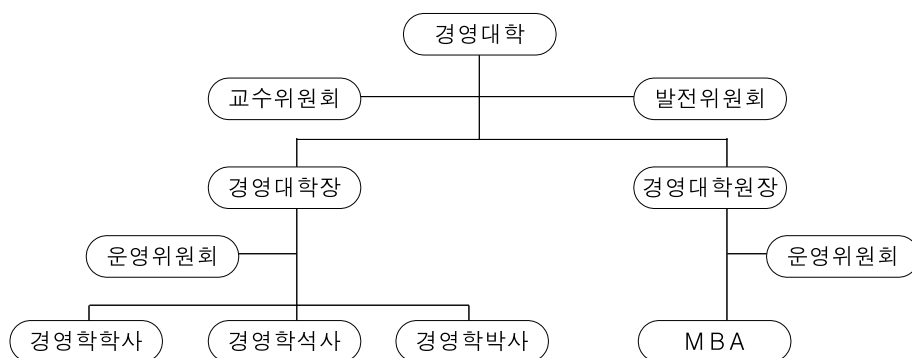 경영대학
교수위원회
발전위원회
경영대학장
경영대학원장
운영위원회
운영위원회
경영학학사
경영학석사
경영학박사
MBA